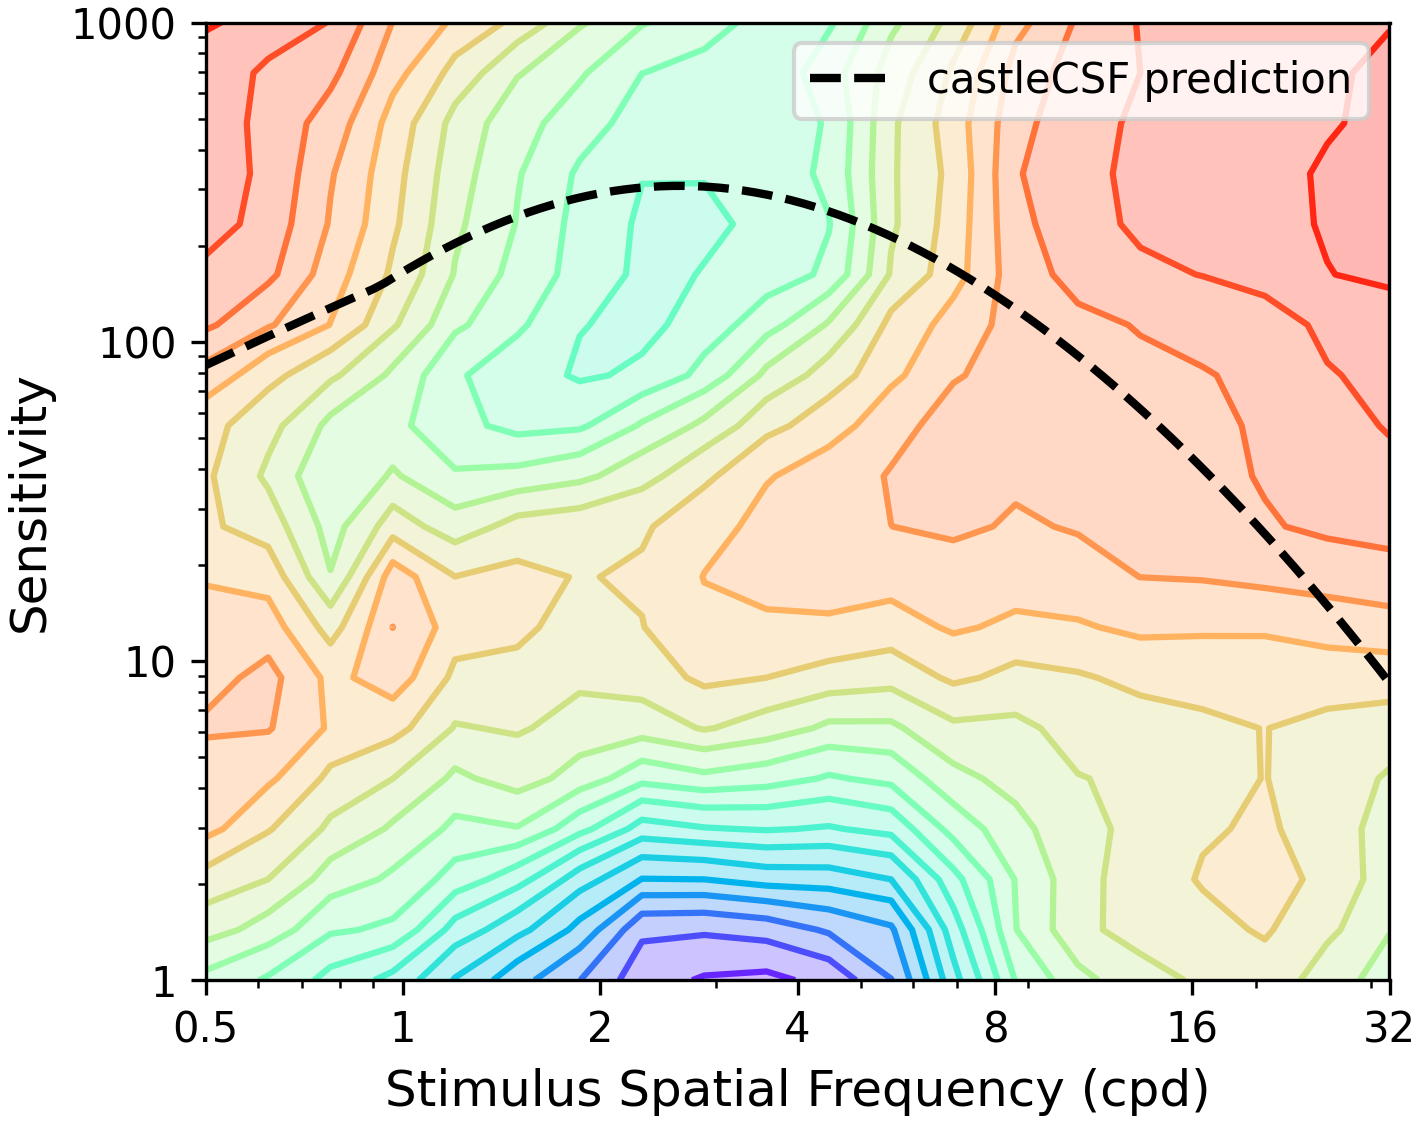 1000
castleCSF prediction
100
Sensitivity
10
1
0.5 1 2 4 8 16 32
Stimulus Spatial Frequency (cpd)